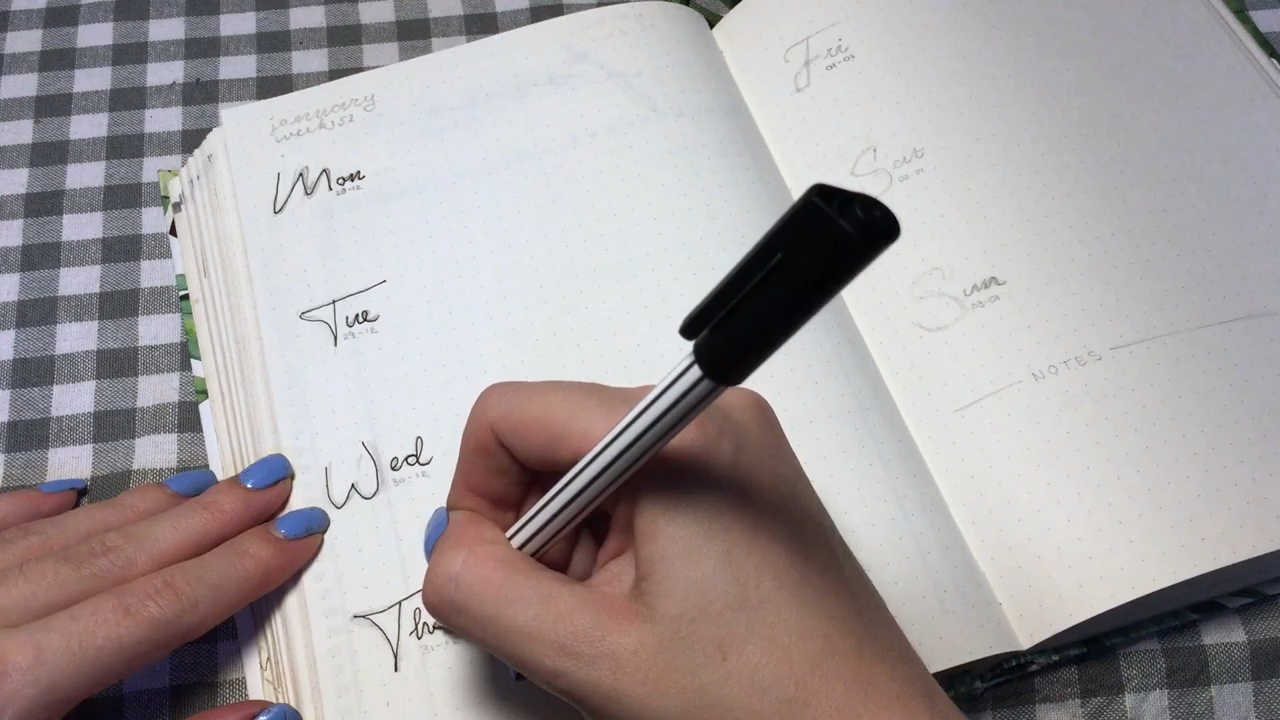 january
week 52
Mon
28-12
Tue
29-12
Wed
30-12
Thu
Fri
01-01
Sat
02-01
Sun
03-01
NOTES